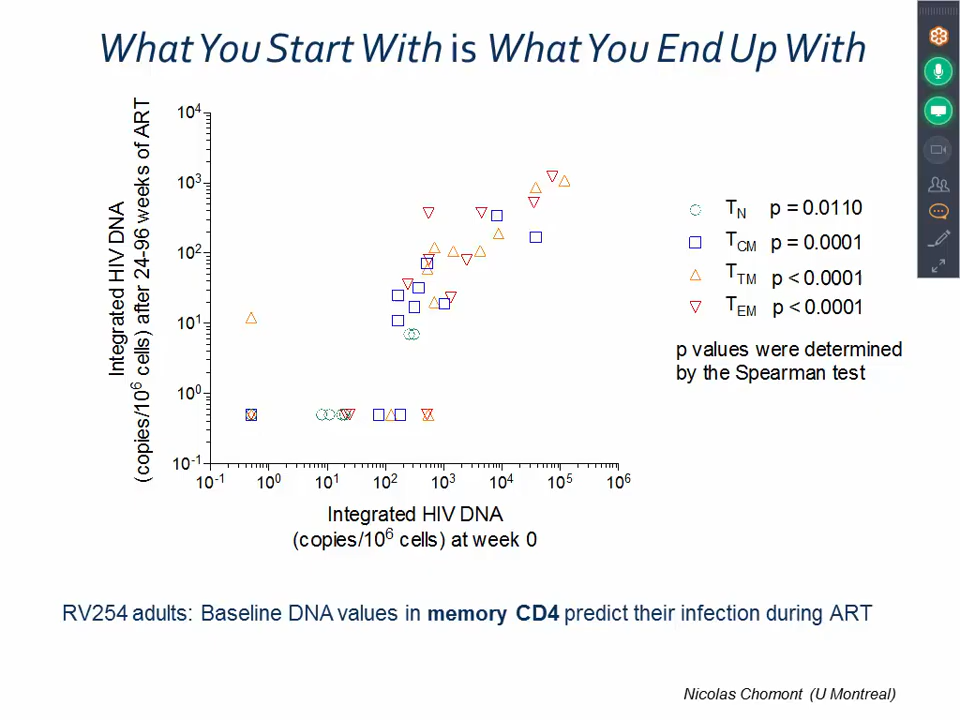 What You Start With is What You End Up With
Integrated HIV DNA
(copies/10⁶ cells) after 24-96 weeks of ART
10⁴
10³
10²
10¹
10⁰
10⁻¹
10⁻¹ 10⁰ 10¹ 10² 10³ 10⁴ 10⁵ 10⁶
Integrated HIV DNA
(copies/10⁶ cells) at week 0
TN p = 0.0110
TCM p = 0.0001
TTM p < 0.0001
TEM p < 0.0001
p values were determined
by the Spearman test
RV254 adults: Baseline DNA values in memory CD4 predict their infection during ART
Nicolas Chomont (U Montreal)